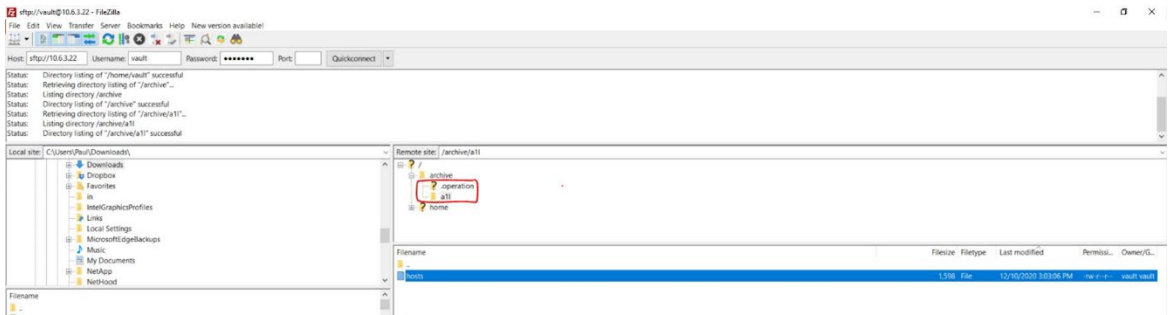 sftp://vault@10.6.3.22 - FileZilla
File Edit View Transfer Server Bookmarks Help New version available!
Host: sftp://10.6.3.22 Username: vault Password: ●●●●●●● Port: Quickconnect
Status: Directory listing of "/home/vault" successful
Status: Retrieving directory listing of "/archive"...
Status: Listing directory /archive
Status: Directory listing of "/archive" successful
Status: Retrieving directory listing of "/archive/a1l"...
Status: Listing directory /archive/a1l
Status: Directory listing of "/archive/a1l" successful
Local site: C:\Users\Paul\Downloads\
Remote site: /archive/a1l
Downloads
Dropbox
Favorites
in
IntelGraphicsProfiles
Links
Local Settings
MicrosoftEdgeBackups
Music
My Documents
NetApp
NetHood
/
archive
.operation
a1l
home
Filename
..
Filename Filesize Filetype Last modified Permissi... Owner/G...
..
hosts 1,598 File 12/10/2020 3:03:06 PM -rw-r--r-- vault vault